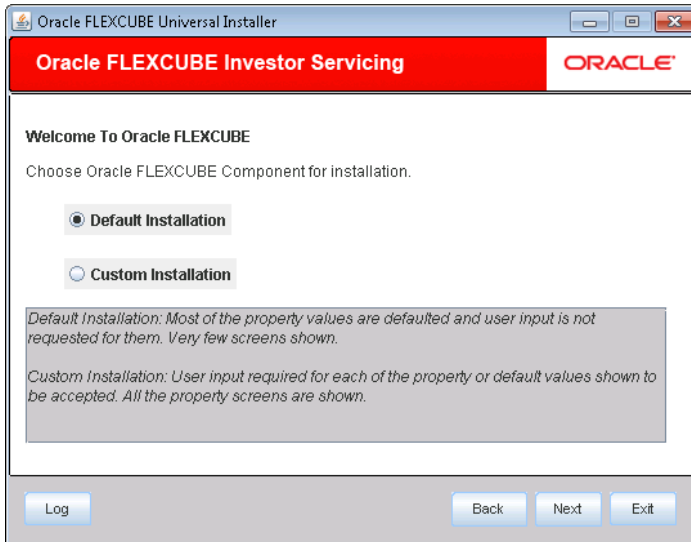 Oracle FLEXCUBE Universal Installer
Oracle FLEXCUBE Investor Servicing
ORACLE
Welcome To Oracle FLEXCUBE
Choose Oracle FLEXCUBE Component for installation.
Default Installation
Custom Installation
Default Installation: Most of the property values are defaulted and user input is not
requested for them. Very few screens shown.
Custom Installation: User input required for each of the property or default values shown to
be accepted. All the property screens are shown.
Log
Back
Next
Exit